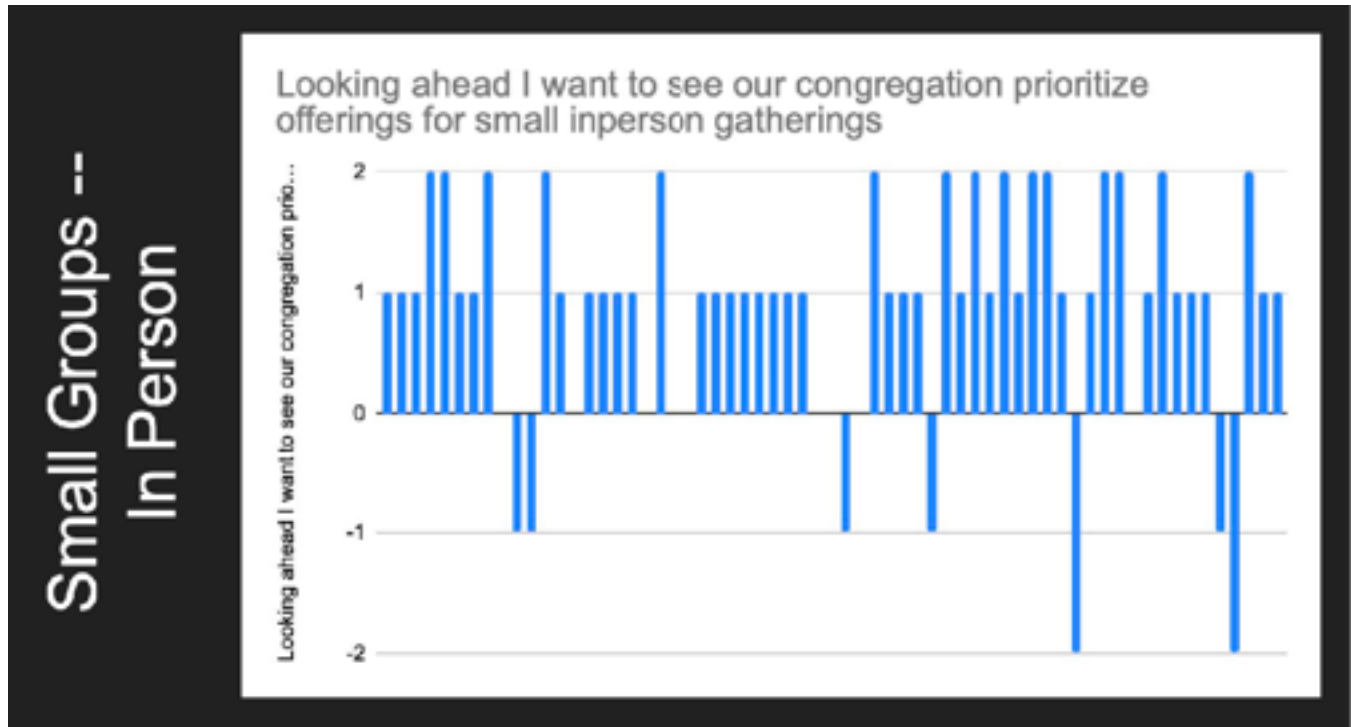 Small Groups --
In Person
Looking ahead I want to see our congregation prioritize
offerings for small inperson gatherings
Looking ahead I want to see our congregation prio...
2
1
0
-1
-2